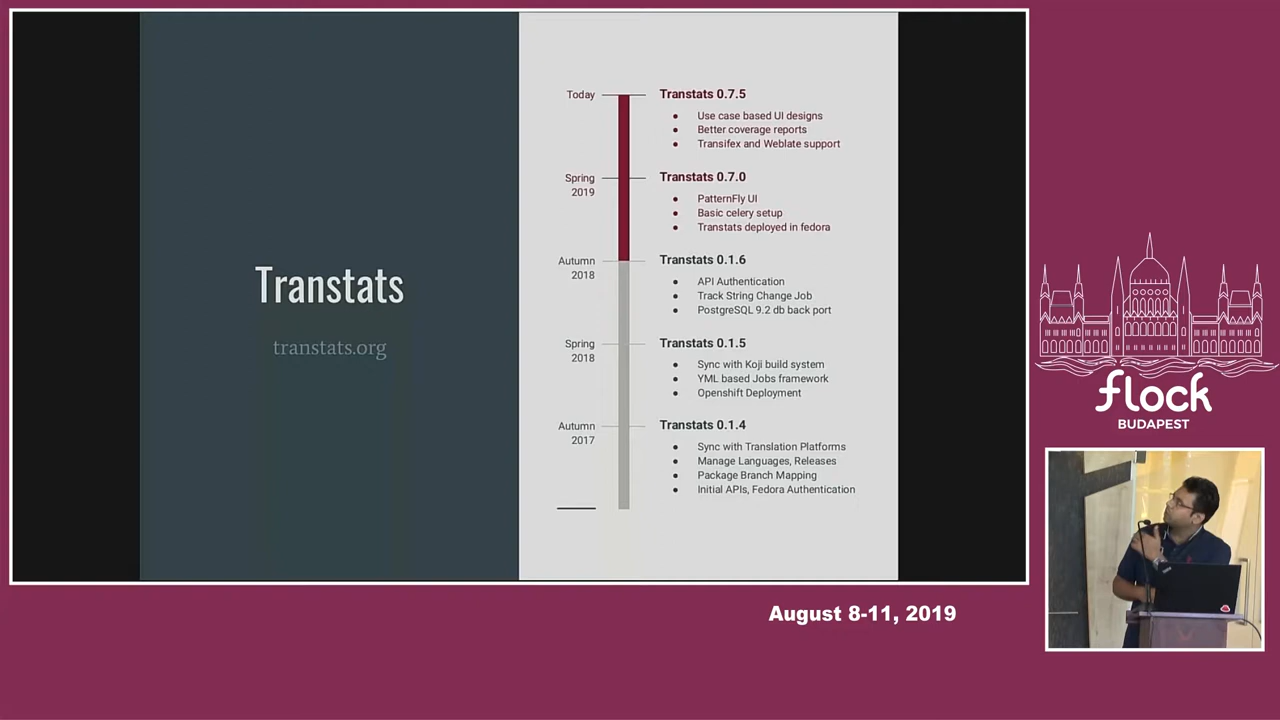 Transtats
transtats.org
Today
Transtats 0.7.5
● Use case based UI designs
● Better coverage reports
● Transifex and Weblate support
Spring
2019
Transtats 0.7.0
● PatternFly UI
● Basic celery setup
● Transtats deployed in fedora
Autumn
2018
Transtats 0.1.6
● API Authentication
● Track String Change Job
● PostgreSQL 9.2 db back port
Spring
2018
Transtats 0.1.5
● Sync with Koji build system
● YML based Jobs framework
● Openshift Deployment
Autumn
2017
Transtats 0.1.4
● Sync with Translation Platforms
● Manage Languages, Releases
● Package Branch Mapping
● Initial APIs, Fedora Authentication
flock
BUDAPEST
August 8-11, 2019